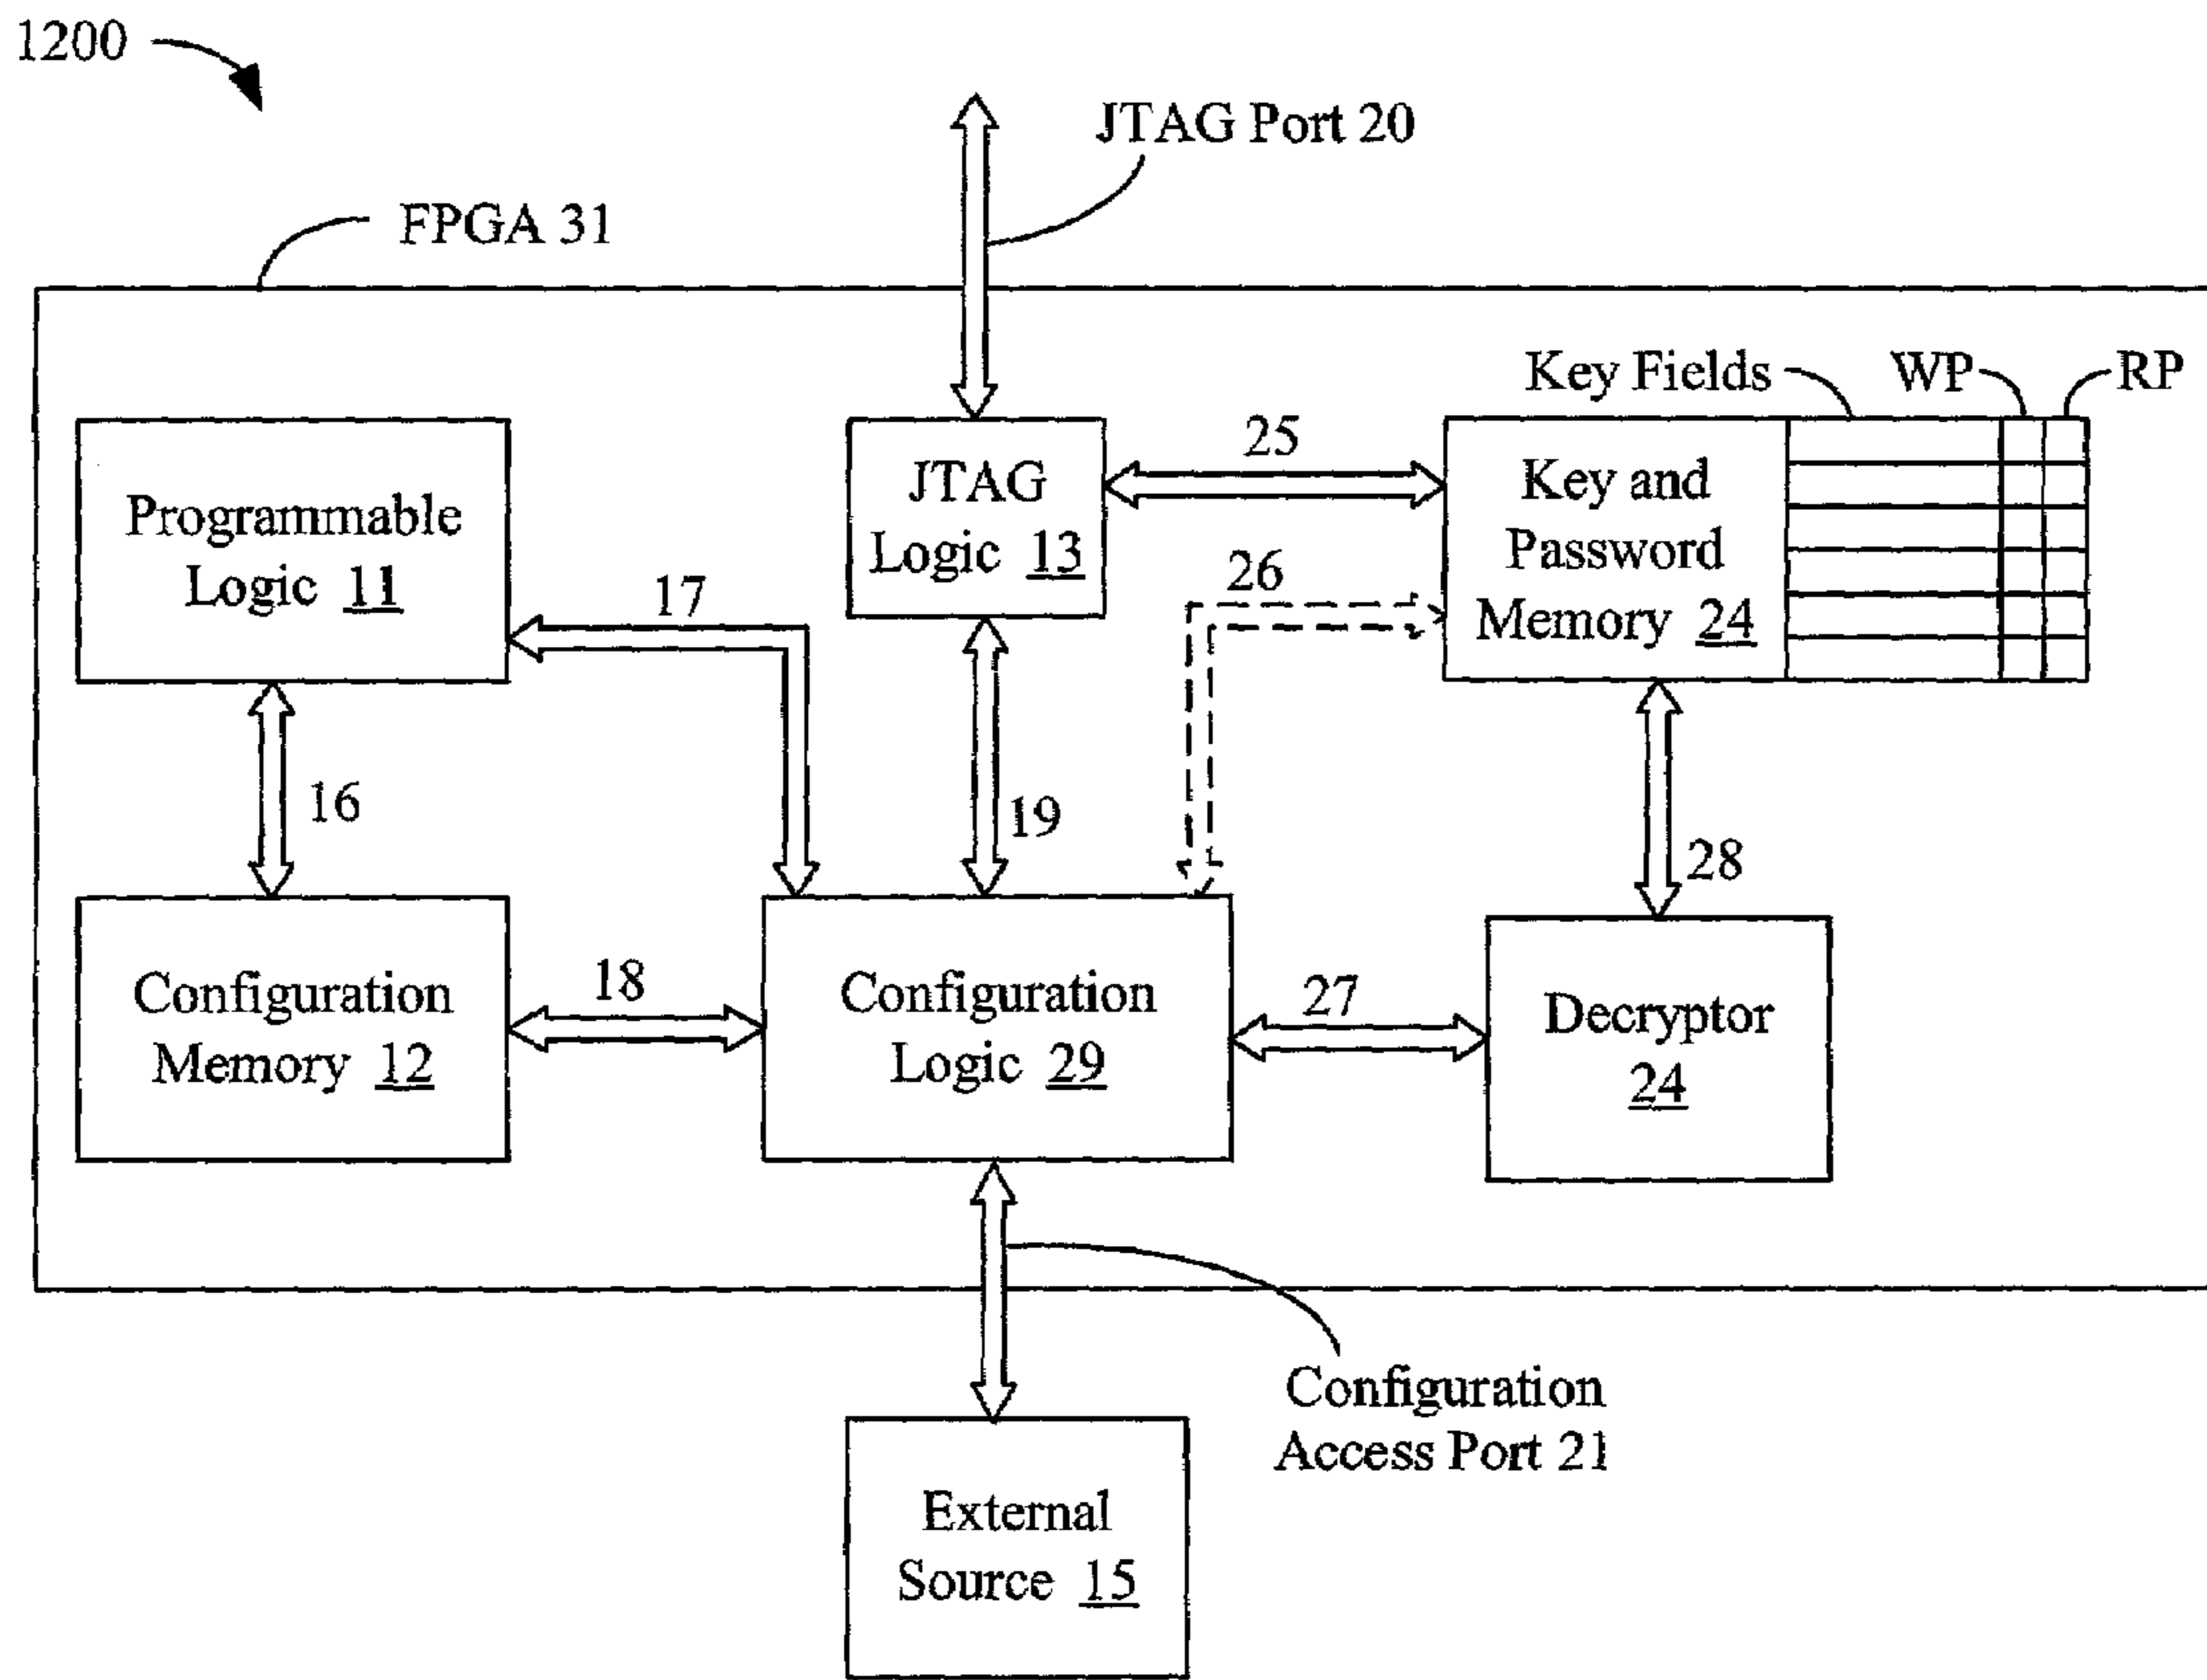 1200
JTAG Port 20
FPGA 31
Key Fields
WP
RP
Programmable
Logic 11
JTAG
Logic 13
25
Key and
Password
Memory 24
17
26
16
19
28
Configuration
Memory 12
18
Configuration
Logic 29
27
Decryptor
24
Configuration
Access Port 21
External
Source 15